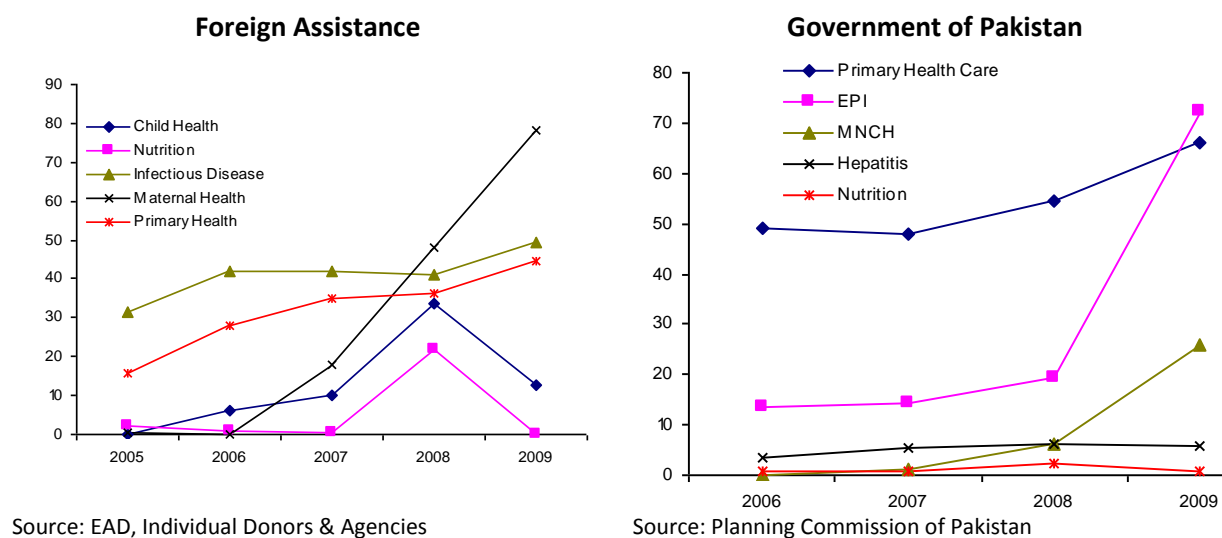 Foreign Assistance
90
80
70
60
50
40
30
20
10
0
Child Health
Nutrition
Infectious Disease
Maternal Health
Primary Health
2005
2006
2007
2008
2009
Source: EAD, Individual Donors & Agencies
Government of Pakistan
80
70
60
50
40
30
20
10
0
Primary Health Care
EPI
MNCH
Hepatitis
Nutrition
2006
2007
2008
2009
Source: Planning Commission of Pakistan